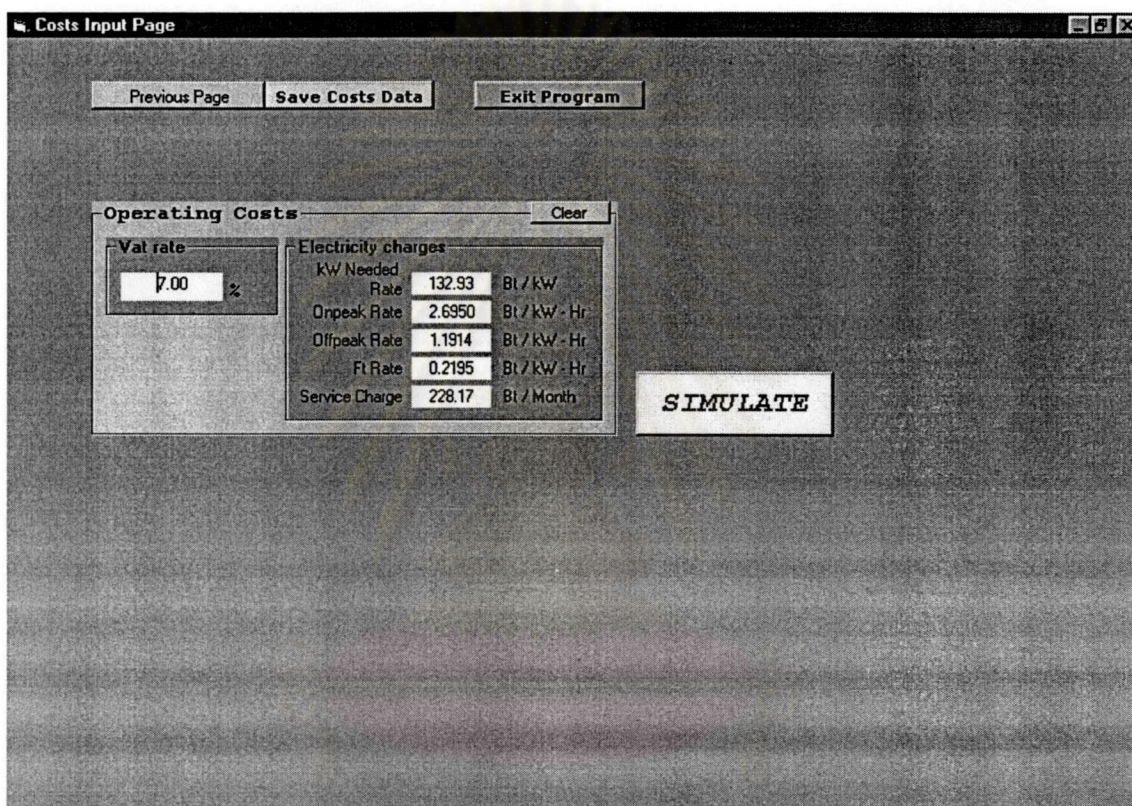 Costs Input Page
Previous Page Save Costs Data Exit Program
Operating Costs Clear
Vat rate
7.00 %
Electricity charges
kW Needed
Rate 132.93 Bt / kW
Onpeak Rate 2.6950 Bt / kW - Hr
Offpeak Rate 1.1914 Bt / kW - Hr
Ft Rate 0.2195 Bt / kW - Hr
Service Charge 228.17 Bt / Month
SIMULATE